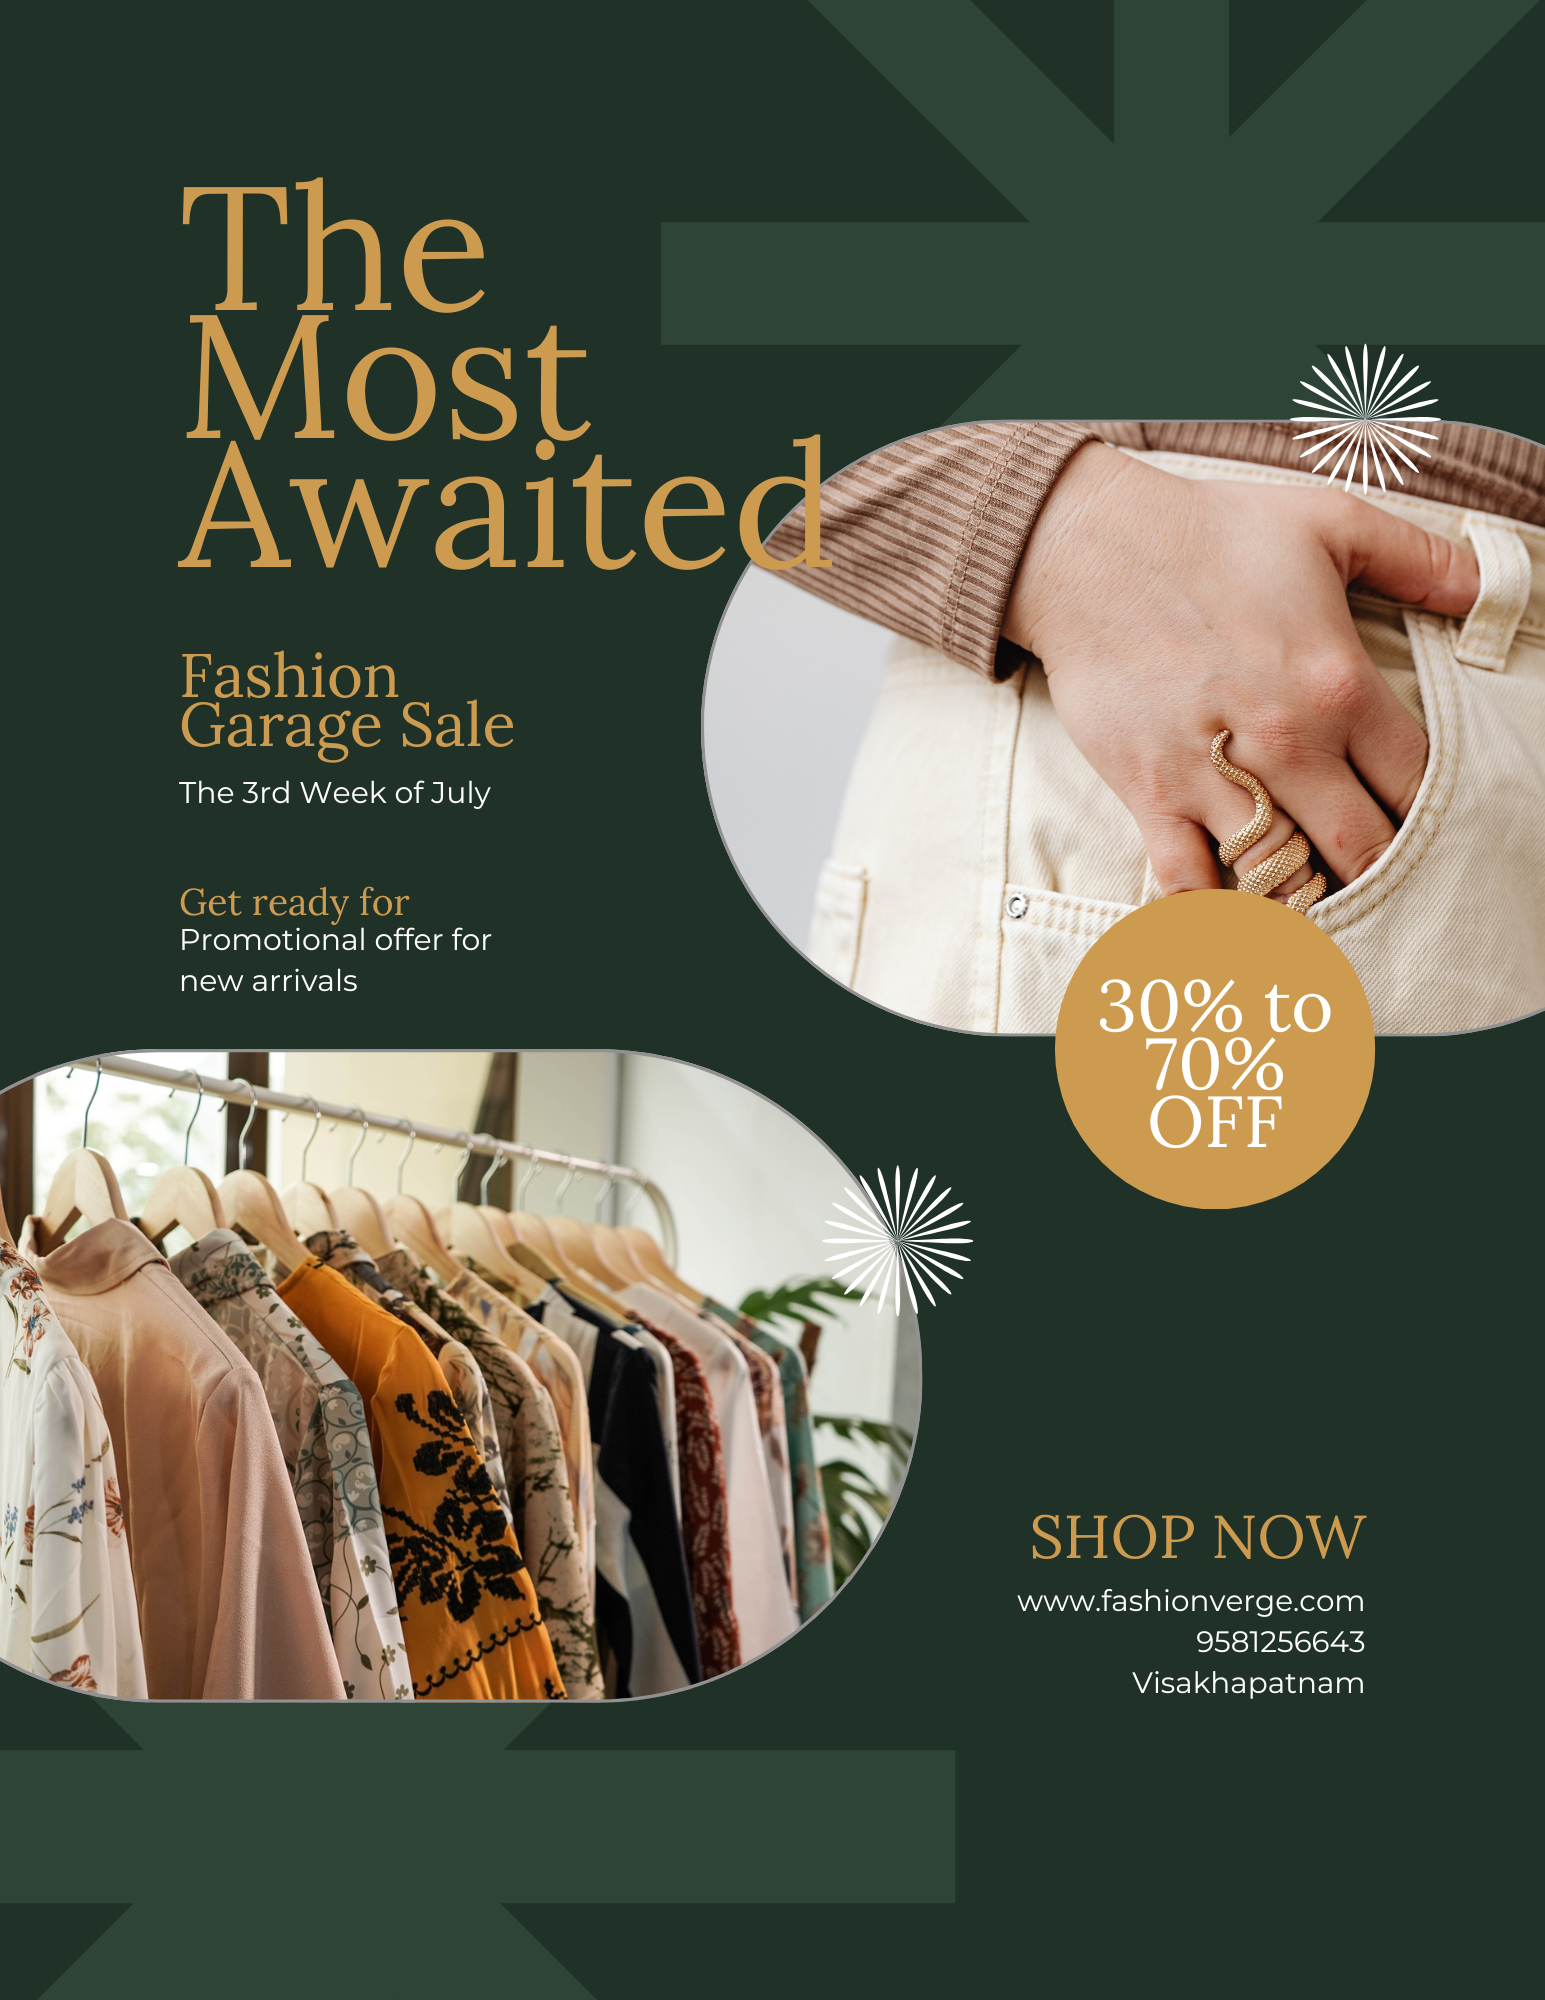 The
Most
Awaited
Fashion
Garage Sale
The 3rd Week of July
Get ready for
Promotional offer for
new arrivals
30% to
70%
OFF
SHOP NOW
www.fashionverge.com
9581256643
Visakhapatnam